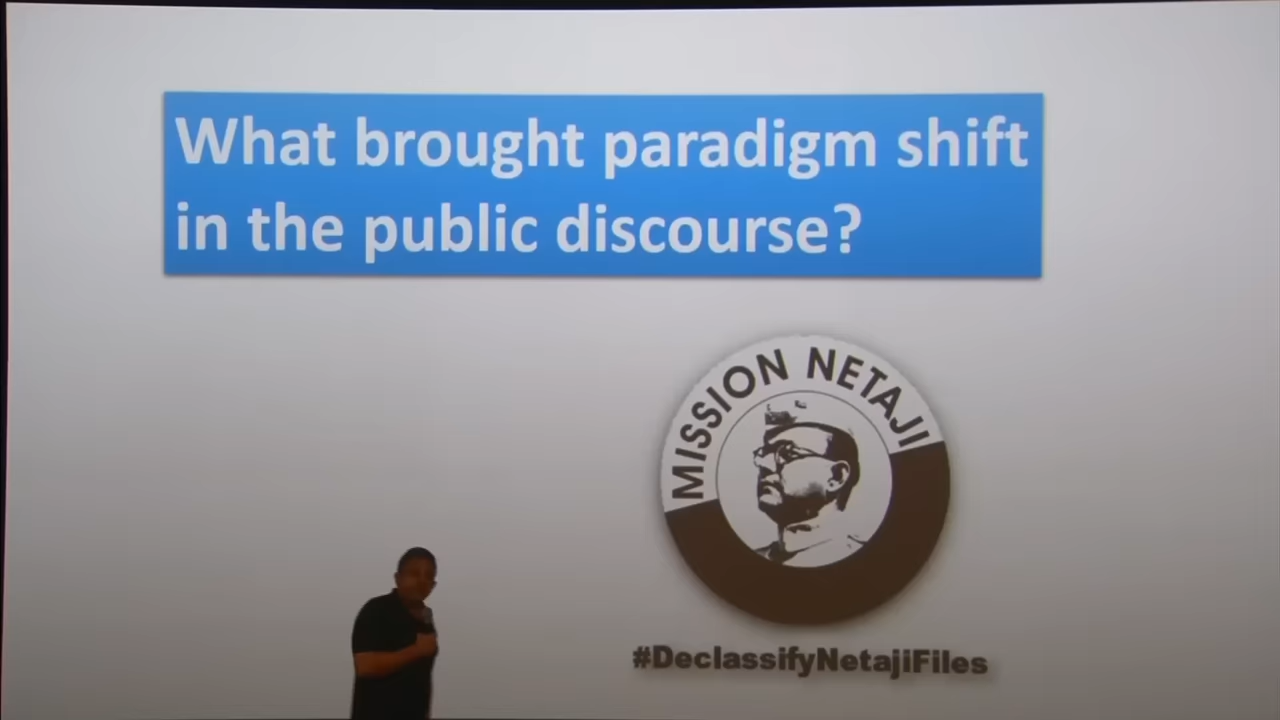 What brought paradigm shift
in the public discourse?
MISSION NETAJI
#DeclassifyNetajiFiles